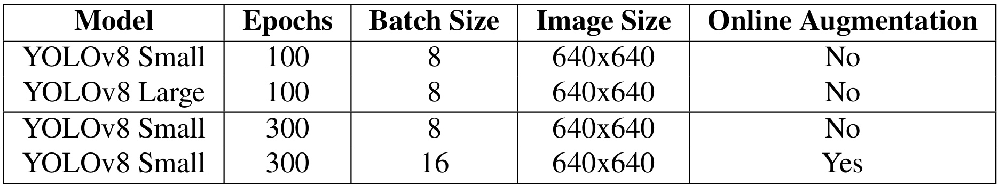 Model Epochs Batch Size Image Size Online Augmentation
YOLOv8 Small 100 8 640x640 No
YOLOv8 Large 100 8 640x640 No
YOLOv8 Small 300 8 640x640 No
YOLOv8 Small 300 16 640x640 Yes